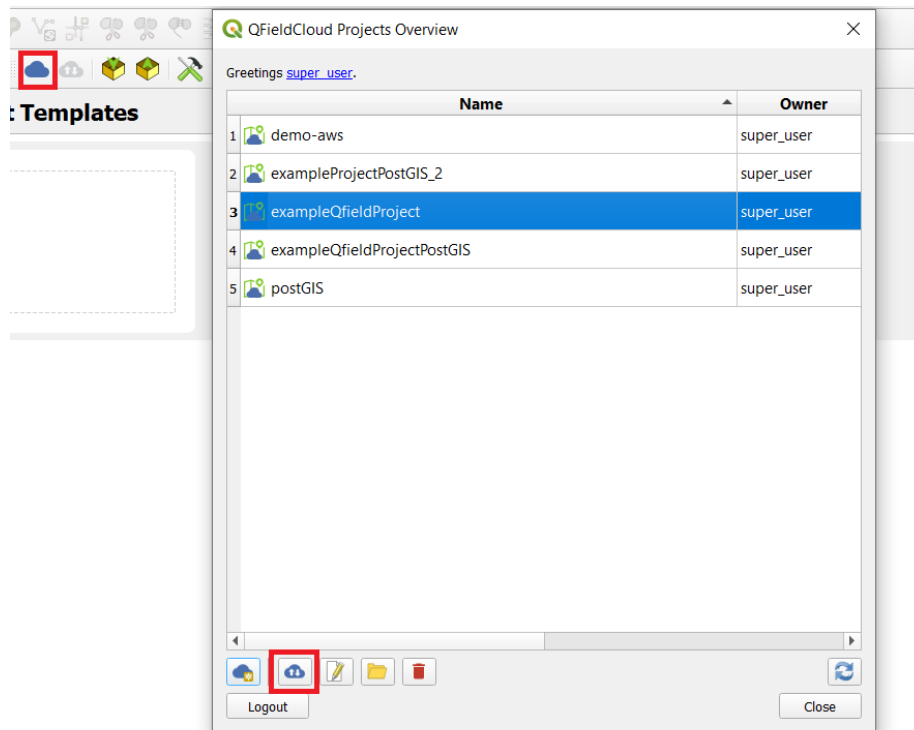 QFieldCloud Projects Overview
Greetings super_user.
t Templates
Name Owner
1 demo-aws super_user
2 exampleProjectPostGIS_2 super_user
3 exampleQfieldProject super_user
4 exampleQfieldProjectPostGIS super_user
5 postGIS super_user
Logout Close